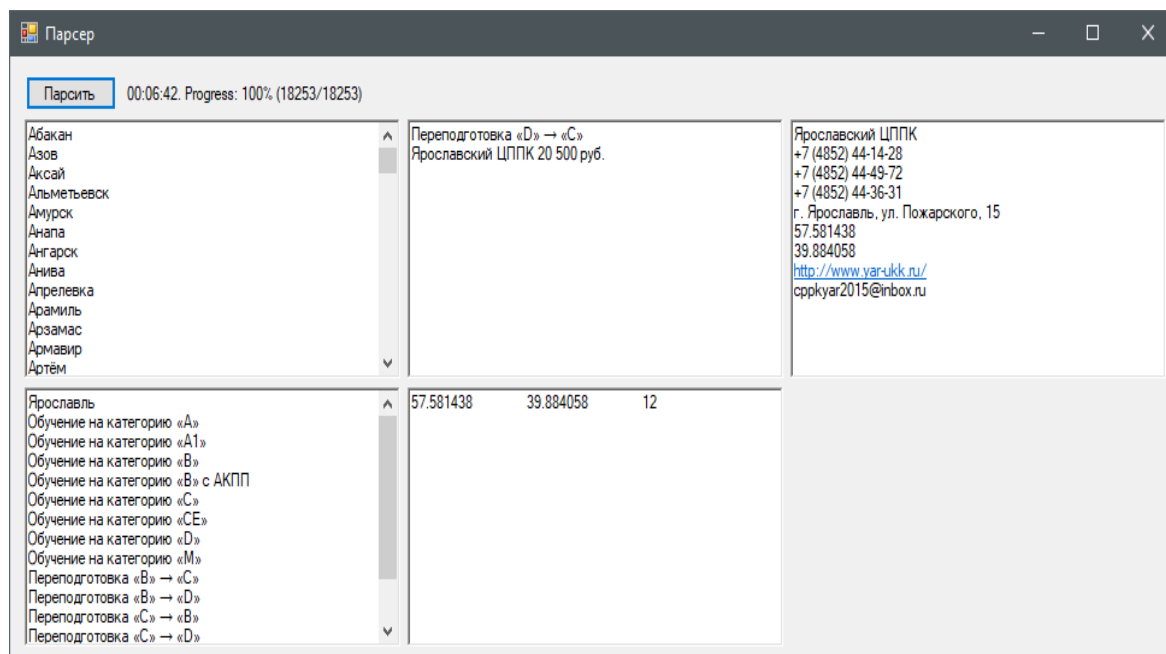 Парсер
Парсить 00:06:42. Progress: 100% (18253/18253)
Абакан
Азов
Аксай
Альметьевск
Амурск
Анапа
Ангарск
Анива
Апрелевка
Арамиль
Арзамас
Армавир
Артём
Переподготовка «D» → «C»
Ярославский ЦППК 20 500 руб.
Ярославский ЦППК
+7 (4852) 44-14-28
+7 (4852) 44-49-72
+7 (4852) 44-36-31
г. Ярославль, ул. Пожарского, 15
57.581438
39.884058
http://www.yar-ukk.ru/
cppkyar2015@inbox.ru
Ярославль
Обучение на категорию «A»
Обучение на категорию «A1»
Обучение на категорию «B»
Обучение на категорию «B» с АКПП
Обучение на категорию «C»
Обучение на категорию «CE»
Обучение на категорию «D»
Обучение на категорию «M»
Переподготовка «B» → «C»
Переподготовка «B» → «D»
Переподготовка «C» → «B»
Переподготовка «C» → «D»
57.581438 39.884058 12